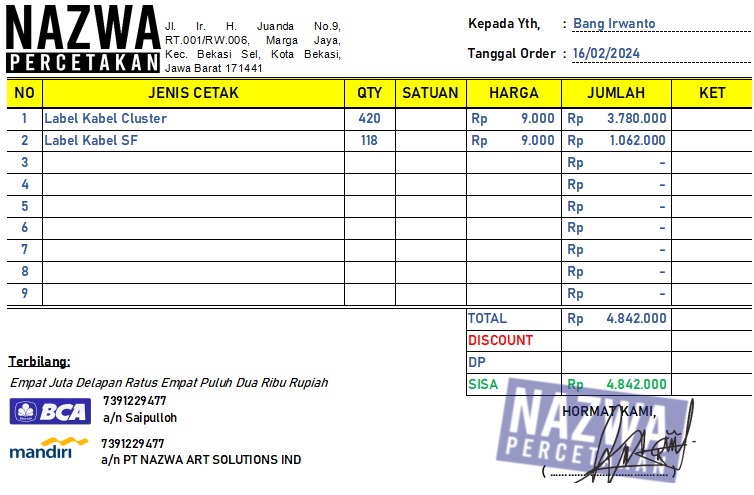 NAZWA
PERCETAKAN
Jl. Ir. H. Juanda No.9,
RT.001/RW.006, Marga Jaya,
Kec. Bekasi Sel, Kota Bekasi,
Jawa Barat 171441
Kepada Yth, : Bang Irwanto
Tanggal Order : 16/02/2024
NO JENIS CETAK QTY SATUAN HARGA JUMLAH KET
1 Label Kabel Cluster 420 Rp 9.000 Rp 3.780.000
2 Label Kabel SF 118 Rp 9.000 Rp 1.062.000
3 Rp -
4 Rp -
5 Rp -
6 Rp -
7 Rp -
8 Rp -
9 Rp -
TOTAL Rp 4.842.000
DISCOUNT
DP
SISA Rp 4.842.000
Terbilang:
Empat Juta Delapan Ratus Empat Puluh Dua Ribu Rupiah
BCA
7391229477
a/n Saipulloh
mandiri
7391229477
a/n PT NAZWA ART SOLUTIONS IND
HORMAT KAMI,
NAZWA
PERCETAKAN
(........................................)